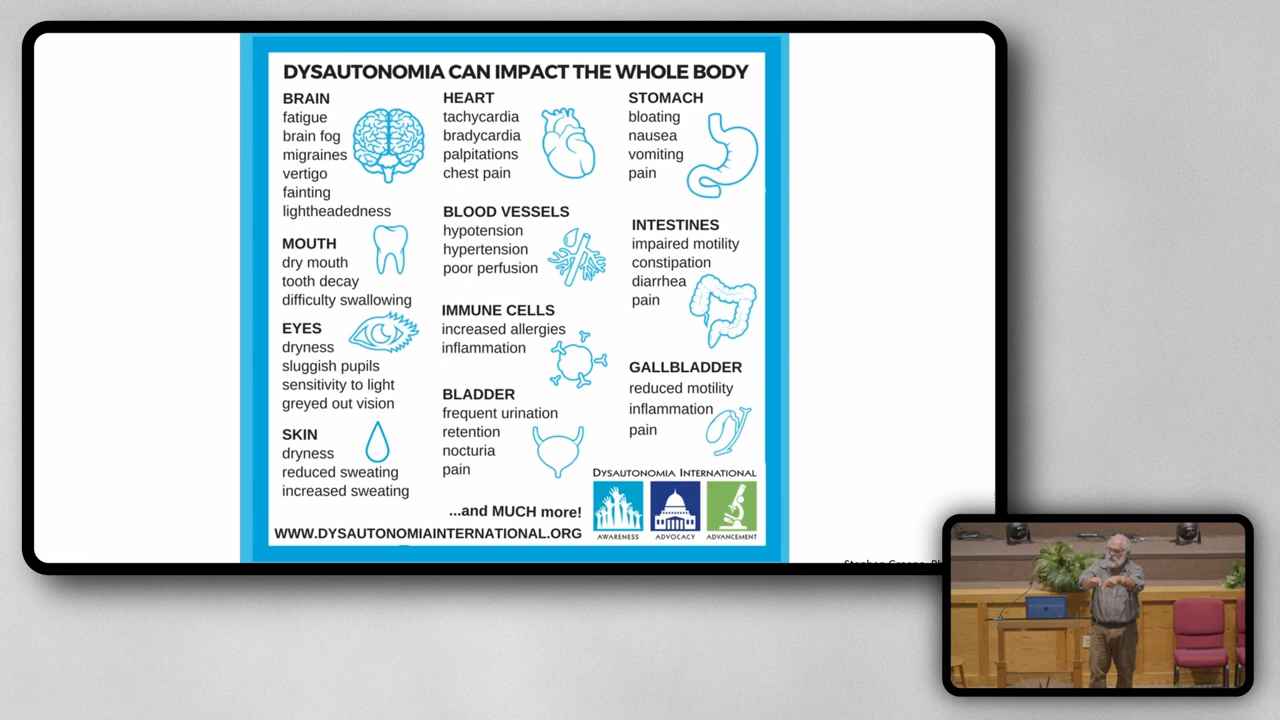 DYSAUTONOMIA CAN IMPACT THE WHOLE BODY
BRAIN
fatigue
brain fog
migraines
vertigo
fainting
lightheadedness
MOUTH
dry mouth
tooth decay
difficulty swallowing
EYES
dryness
sluggish pupils
sensitivity to light
greyed out vision
SKIN
dryness
reduced sweating
increased sweating
HEART
tachycardia
bradycardia
palpitations
chest pain
BLOOD VESSELS
hypotension
hypertension
poor perfusion
IMMUNE CELLS
increased allergies
inflammation
BLADDER
frequent urination
retention
nocturia
pain
STOMACH
bloating
nausea
vomiting
pain
INTESTINES
impaired motility
constipation
diarrhea
pain
GALLBLADDER
reduced motility
inflammation
pain
...and MUCH more!
WWW.DYSAUTONOMIAINTERNATIONAL.ORG
DYSAUTONOMIA INTERNATIONAL
AWARENESS
ADVOCACY
ADVANCEMENT